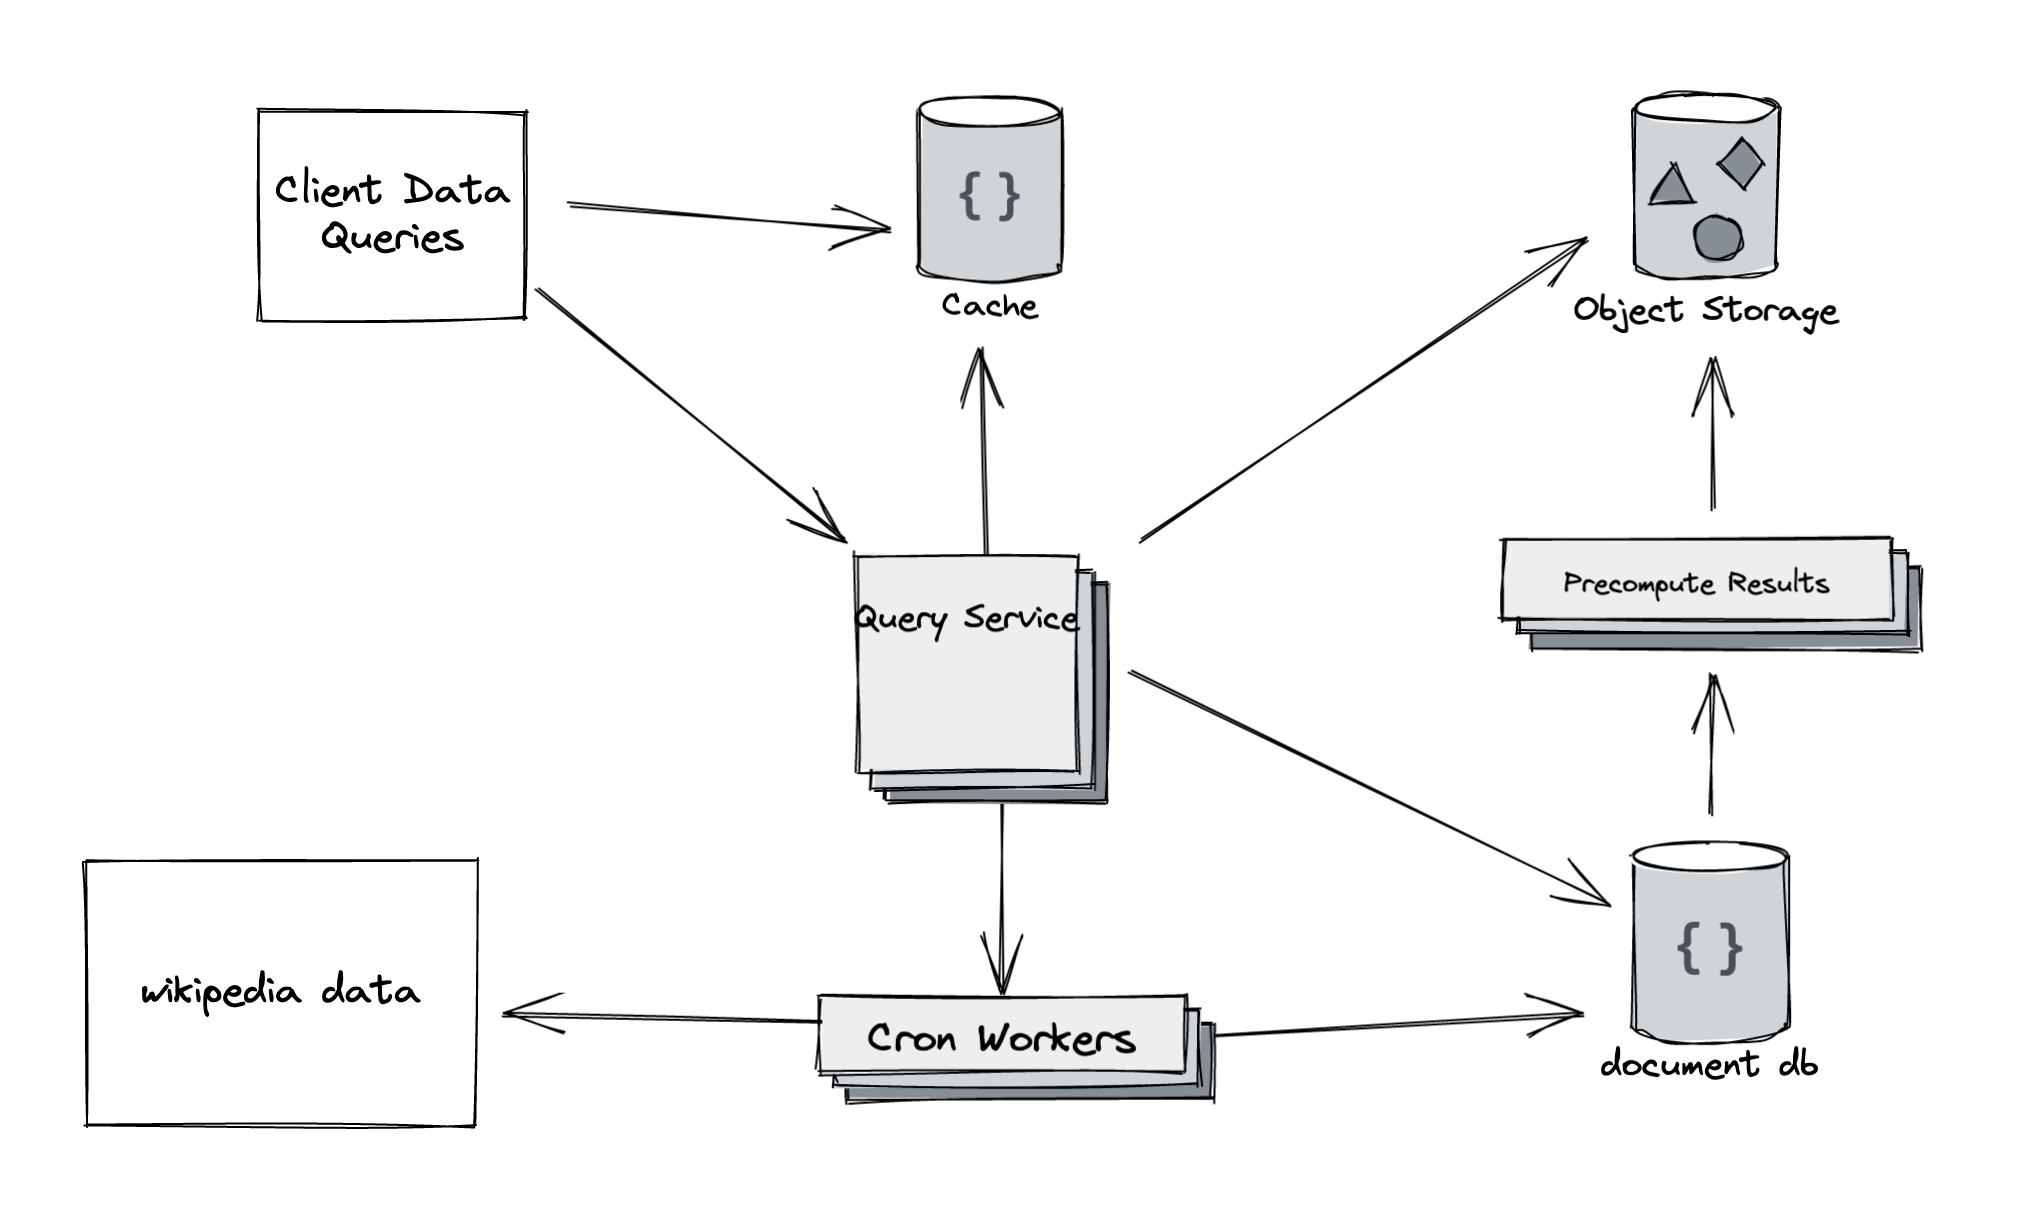 Client Data
Queries
{ }
Cache
Object Storage
Query Service
Precompute Results
wikipedia data
Cron Workers
{ }
document db